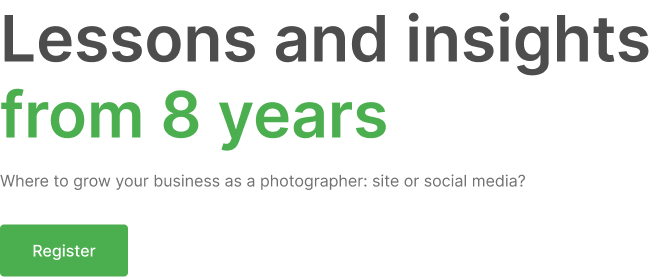 Lessons and insights
from 8 years
Where to grow your business as a photographer: site or social media?
Register